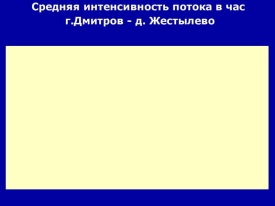 Средняя интенсивность потока в час
г.Дмитров - д. Жестылево